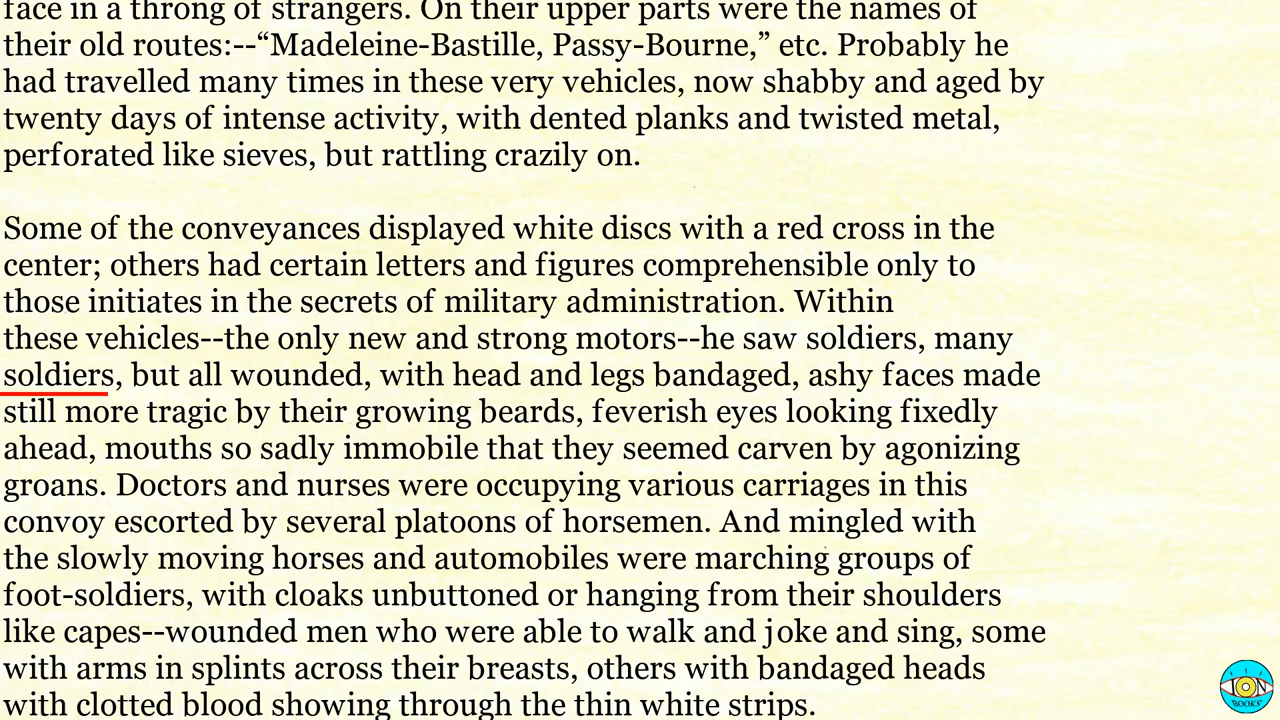 face in a throng of strangers. On their upper parts were the names of
their old routes:--“Madeleine-Bastille, Passy-Bourne,” etc. Probably he
had travelled many times in these very vehicles, now shabby and aged by
twenty days of intense activity, with dented planks and twisted metal,
perforated like sieves, but rattling crazily on.
Some of the conveyances displayed white discs with a red cross in the
center; others had certain letters and figures comprehensible only to
those initiates in the secrets of military administration. Within
these vehicles--the only new and strong motors--he saw soldiers, many
soldiers, but all wounded, with head and legs bandaged, ashy faces made
still more tragic by their growing beards, feverish eyes looking fixedly
ahead, mouths so sadly immobile that they seemed carven by agonizing
groans. Doctors and nurses were occupying various carriages in this
convoy escorted by several platoons of horsemen. And mingled with
the slowly moving horses and automobiles were marching groups of
foot-soldiers, with cloaks unbuttoned or hanging from their shoulders
like capes--wounded men who were able to walk and joke and sing, some
with arms in splints across their breasts, others with bandaged heads
with clotted blood showing through the thin white strips.
ION
BOOKS